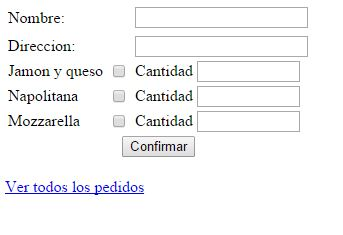 Nombre:
Direccion:
Jamon y queso Cantidad
Napolitana Cantidad
Mozzarella Cantidad
Confirmar
Ver todos los pedidos